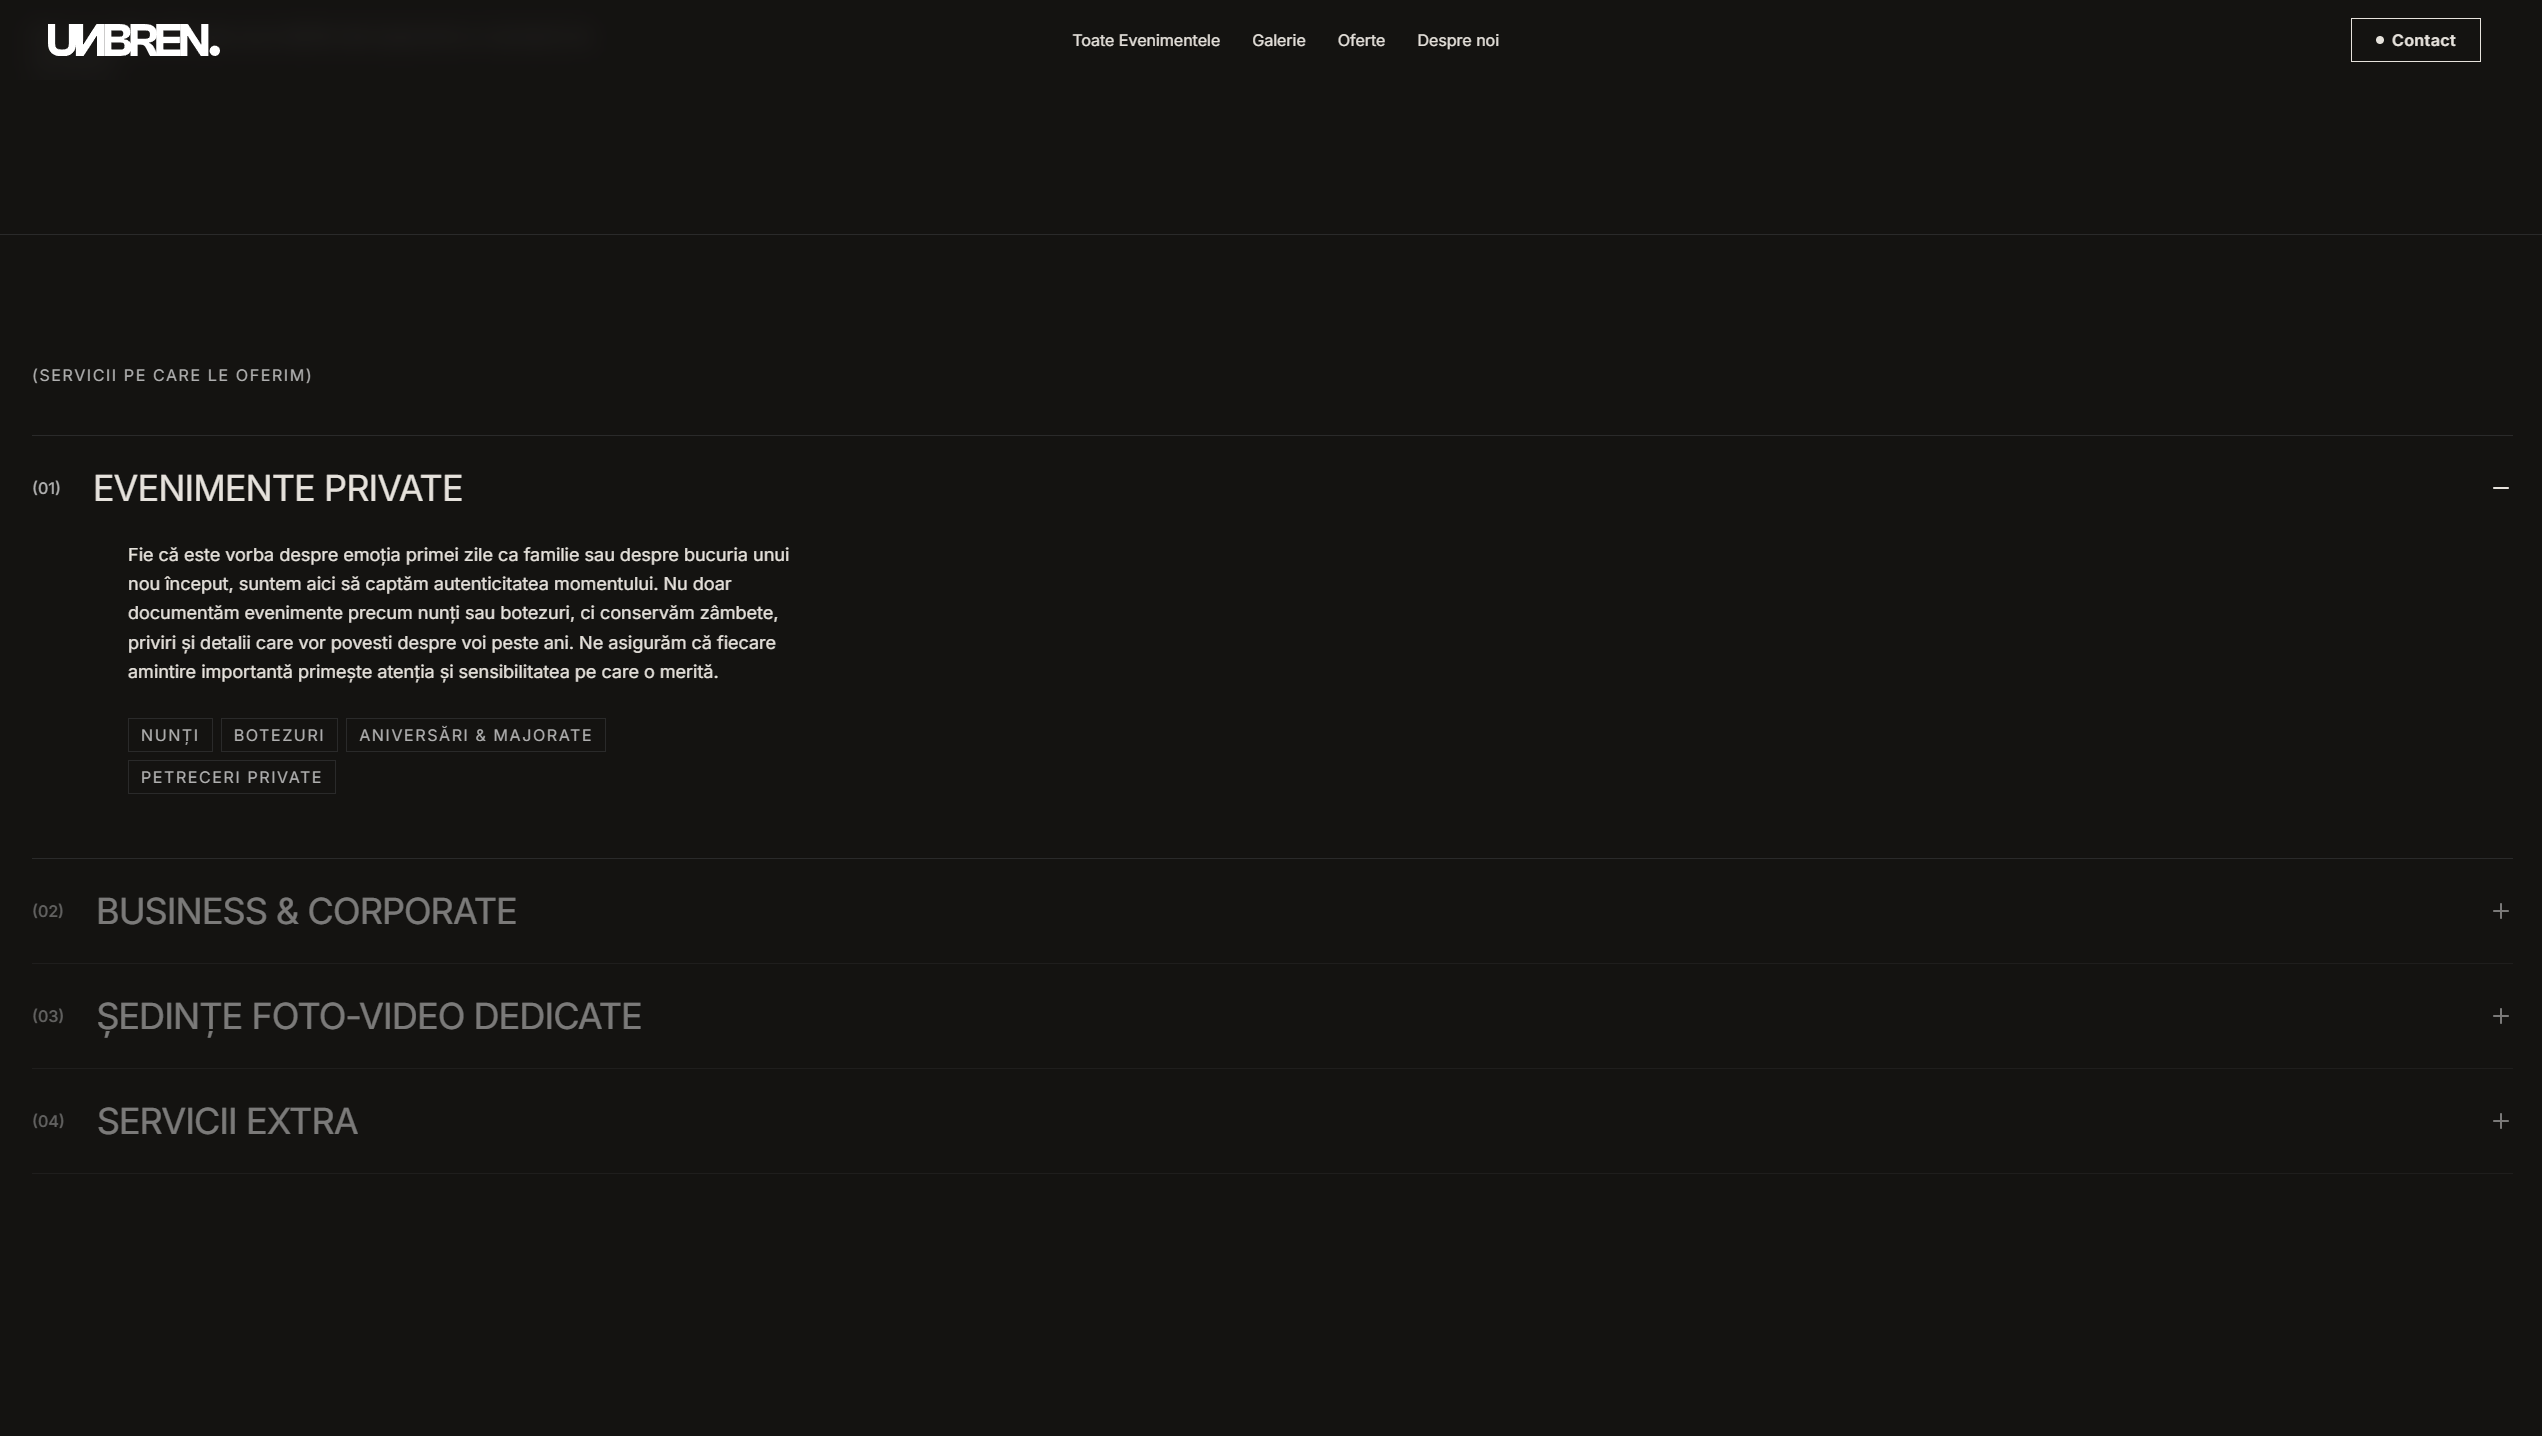 UNBREN.
Toate Evenimentele
Galerie
Oferte
Despre noi
Contact
(SERVICII PE CARE LE OFERIM)
(01) EVENIMENTE PRIVATE
Fie că este vorba despre emoția primei zile ca familie sau despre bucuria unui
nou început, suntem aici să captăm autenticitatea momentului. Nu doar
documentăm evenimente precum nunți sau botezuri, ci conservăm zâmbete,
priviri și detalii care vor povesti despre voi peste ani. Ne asigurăm că fiecare
amintire importantă primește atenția și sensibilitatea pe care o merită.
NUNȚI
BOTEZURI
ANIVERSĂRI & MAJORATE
PETRECERI PRIVATE
(02) BUSINESS & CORPORATE
(03) ȘEDINȚE FOTO-VIDEO DEDICATE
(04) SERVICII EXTRA